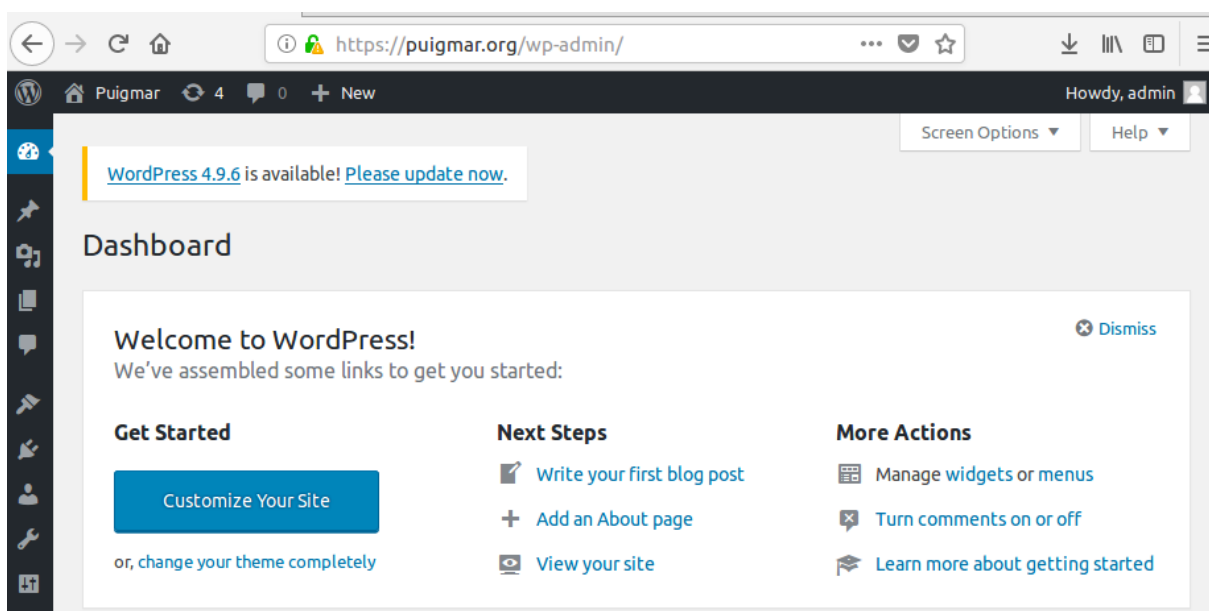 https://puigmar.org/wp-admin/
Puigmar 4 0 New Howdy, admin
Screen Options Help
WordPress 4.9.6 is available! Please update now.
Dashboard
Welcome to WordPress!
Dismiss
We've assembled some links to get you started:
Get Started
Customize Your Site
or, change your theme completely
Next Steps
Write your first blog post
Add an About page
View your site
More Actions
Manage widgets or menus
Turn comments on or off
Learn more about getting started